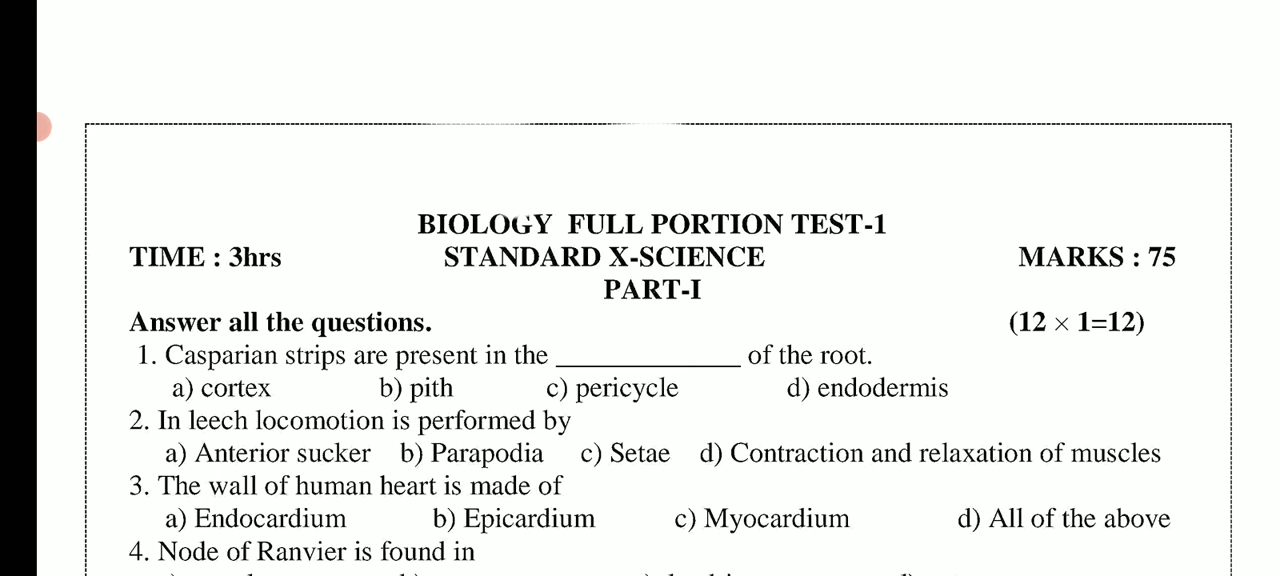 BIOLOGY FULL PORTION TEST-1
TIME : 3hrs STANDARD X-SCIENCE MARKS : 75
PART-I
Answer all the questions. (12 × 1=12)
1. Casparian strips are present in the _____________ of the root.
a) cortex b) pith c) pericycle d) endodermis
2. In leech locomotion is performed by
a) Anterior sucker b) Parapodia c) Setae d) Contraction and relaxation of muscles
3. The wall of human heart is made of
a) Endocardium b) Epicardium c) Myocardium d) All of the above
4. Node of Ranvier is found in